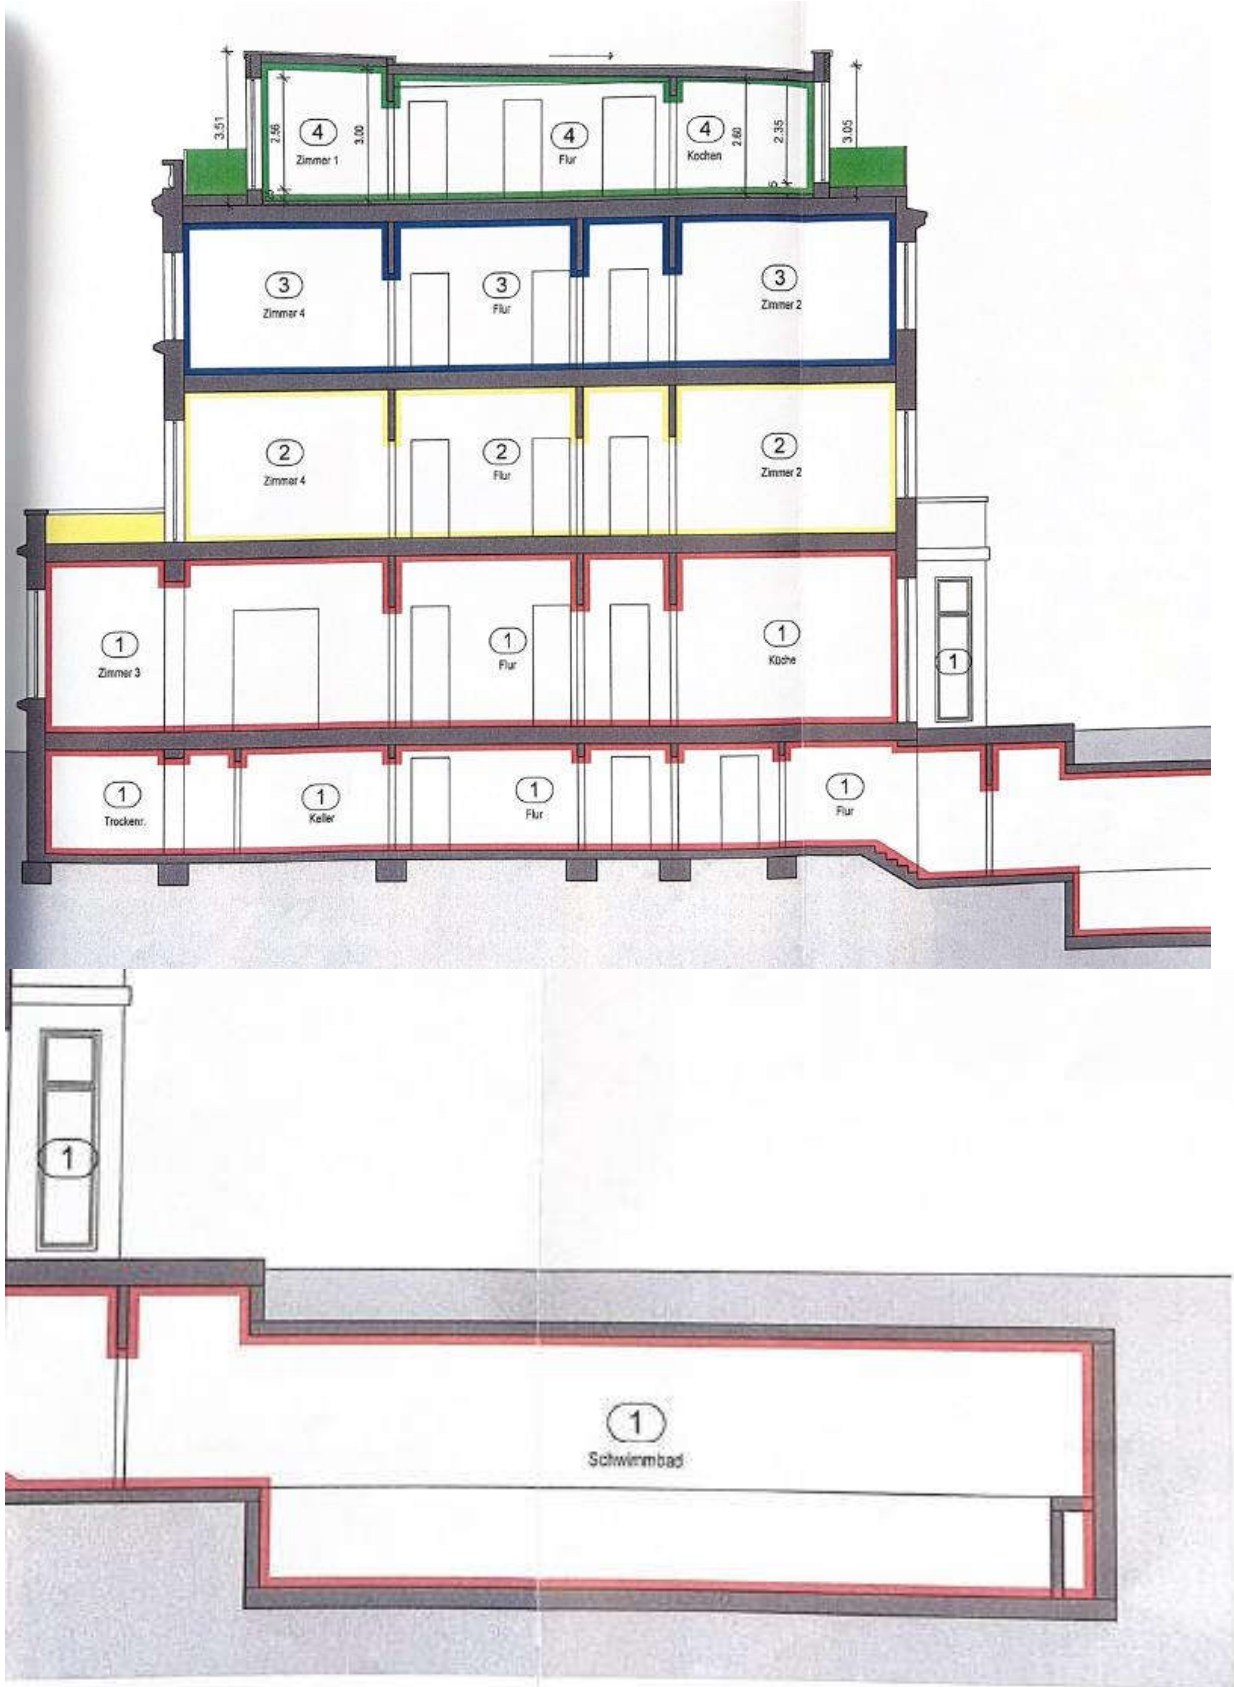 3.51
2.56
4
Zimmer 1
3.00
4
Flur
4
Kochen
2.60
2.35
3.05
3
Zimmer 4
3
Flur
3
Zimmer 2
2
Zimmer 4
2
Flur
2
Zimmer 2
1
Zimmer 3
1
Flur
1
Küche
1
1
Trockenr.
1
Keller
1
Flur
1
Flur
1
1
Schwimmbad